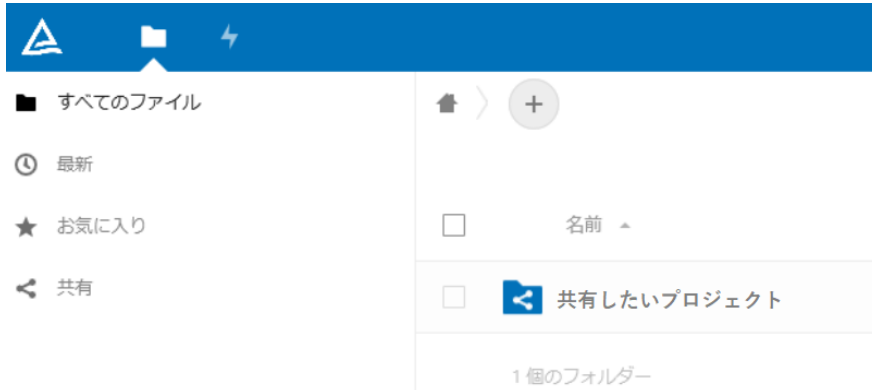 すべてのファイル
最新
お気に入り
共有
+
名前
共有したいプロジェクト
1個のフォルダー